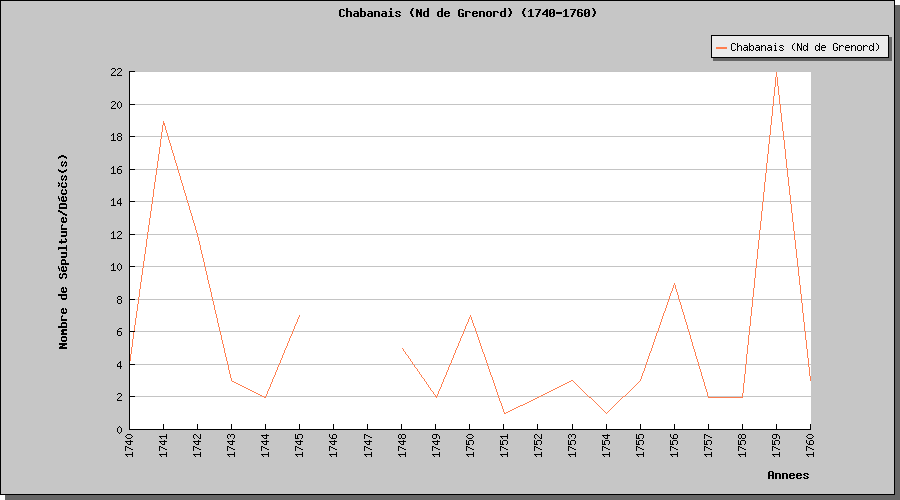 Chabanais (Nd de Grenord) (1740-1760)
Chabanais (Nd de Grenord)
Nombre de Sépulture/Décčs(s)
22
20
18
16
14
12
10
8
6
4
2
0
1740 1741 1742 1743 1744 1745 1746 1747 1748 1749 1750 1751 1752 1753 1754 1755 1756 1757 1758 1759 1760
Annees